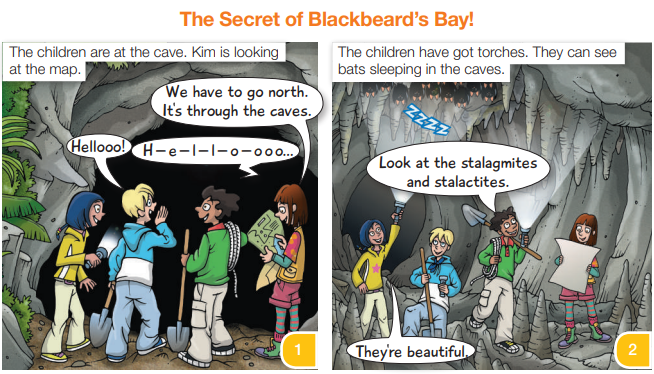 The Secret of Blackbeard's Bay!
The children are at the cave. Kim is looking
at the map.
We have to go north.
It's through the caves.
Hellooo!
H–e–l–l–o–ooo...
1
The children have got torches. They can see
bats sleeping in the caves.
ZZZZ
Look at the stalagmites
and stalactites.
They're beautiful.
2